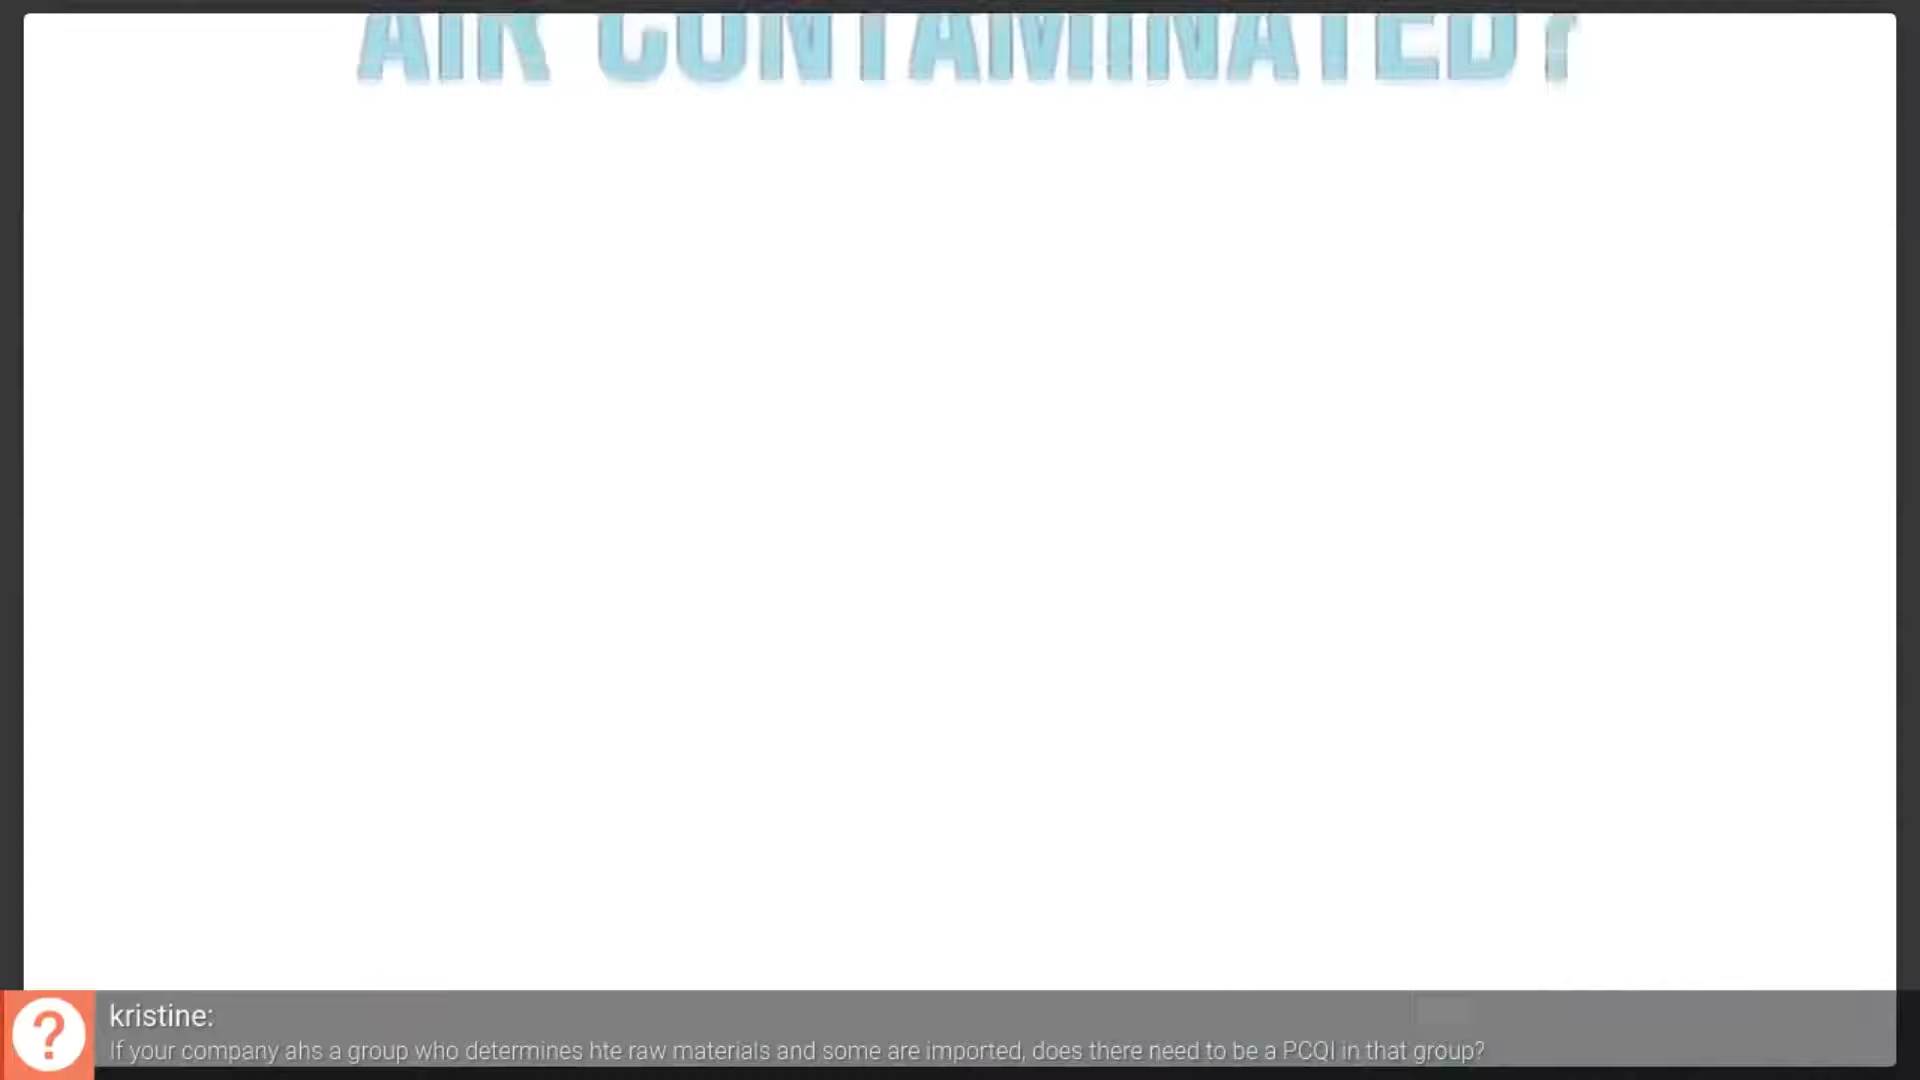 AIR CONTAMINATED?
?
kristine:
If your company ahs a group who determines hte raw materials and some are imported, does there need to be a PCQI in that group?